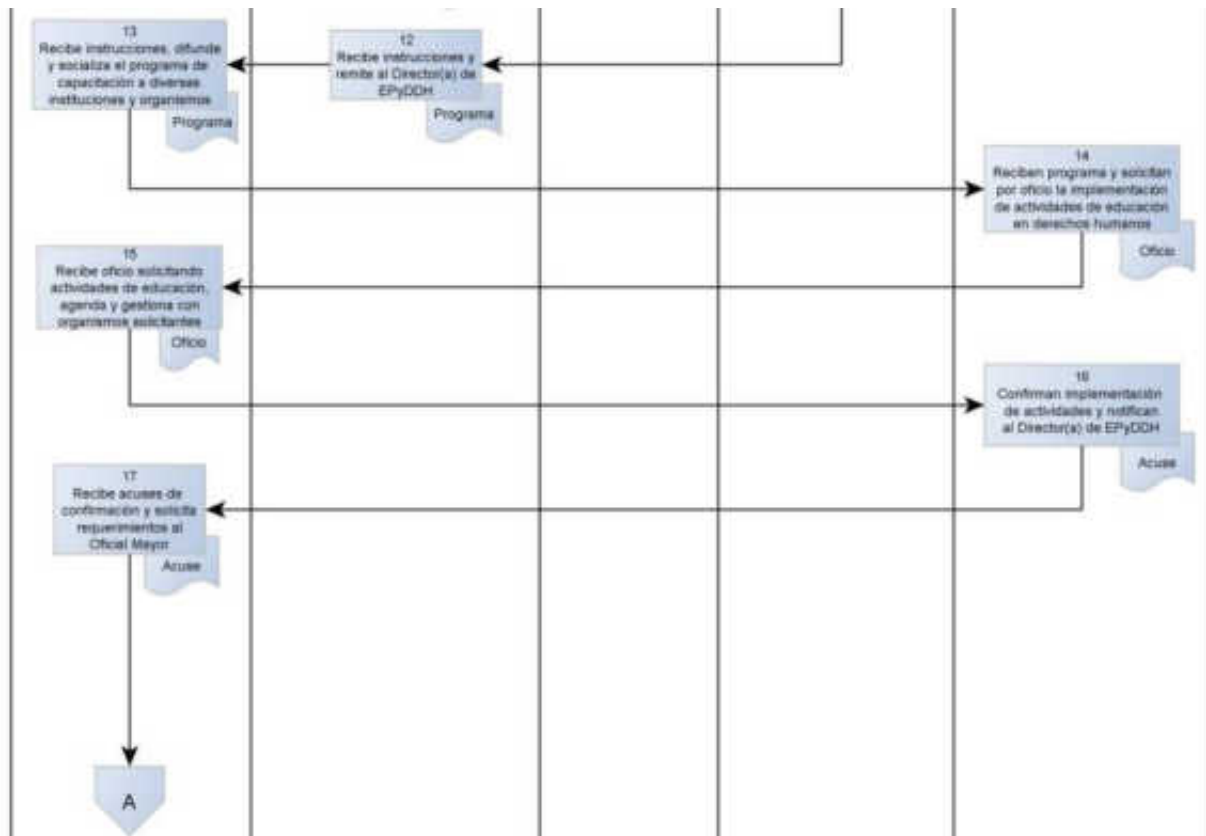 13
Recibe instrucciones, difunde
y socializa el programa de
capacitación a diversas
instituciones y organismos
Programa
12
Recibe instrucciones y
remite al Director(a) de
EPyDDH
Programa
14
Reciben programa y solicitan
por oficio la implementación
de actividades de educación
en derechos humanos
Oficio
15
Recibe oficio solicitando
actividades de educación,
agenda y gestiona con
organismos solicitantes
Oficio
16
Confirman implementación
de actividades y notifican
al Director(a) de EPyDDH
Acuse
17
Recibe acuses de
confirmación y solicita
requerimientos al
Oficial Mayor
Acuse
A